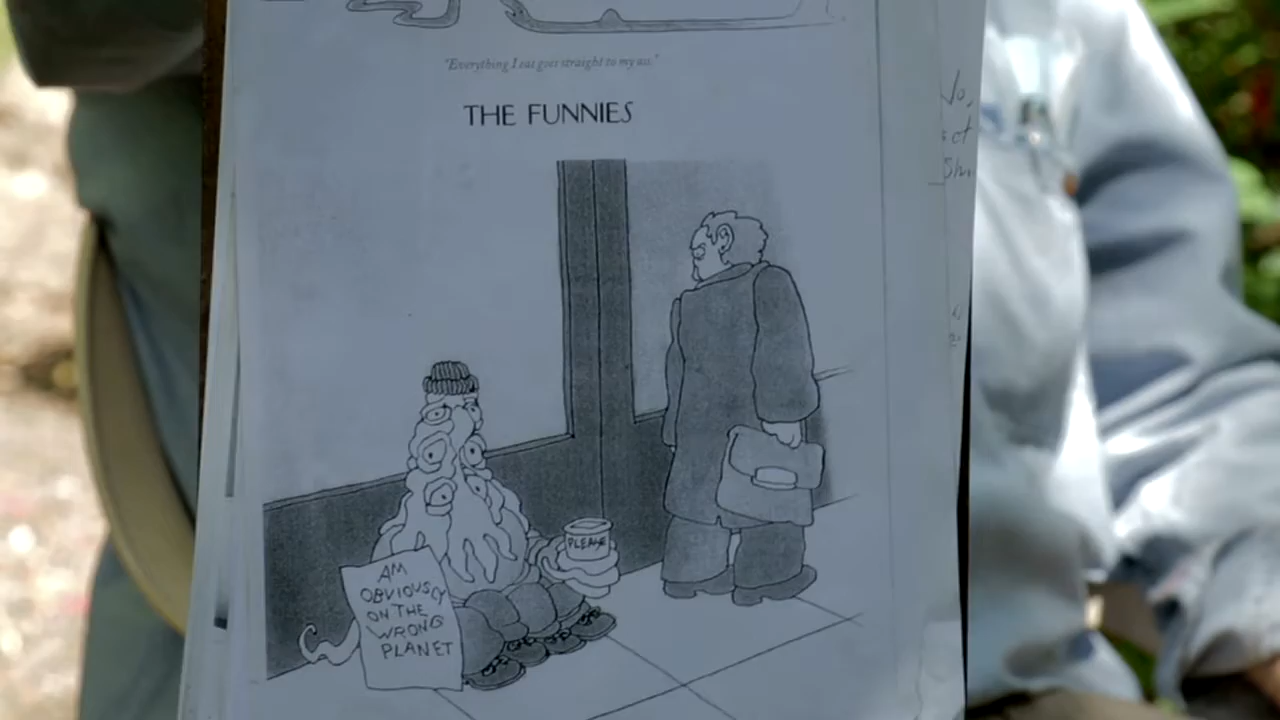 "Everything I eat goes straight to my ass."
THE FUNNIES
PLEASE
AM
OBVIOUSLY
ON THE
WRONG
PLANET